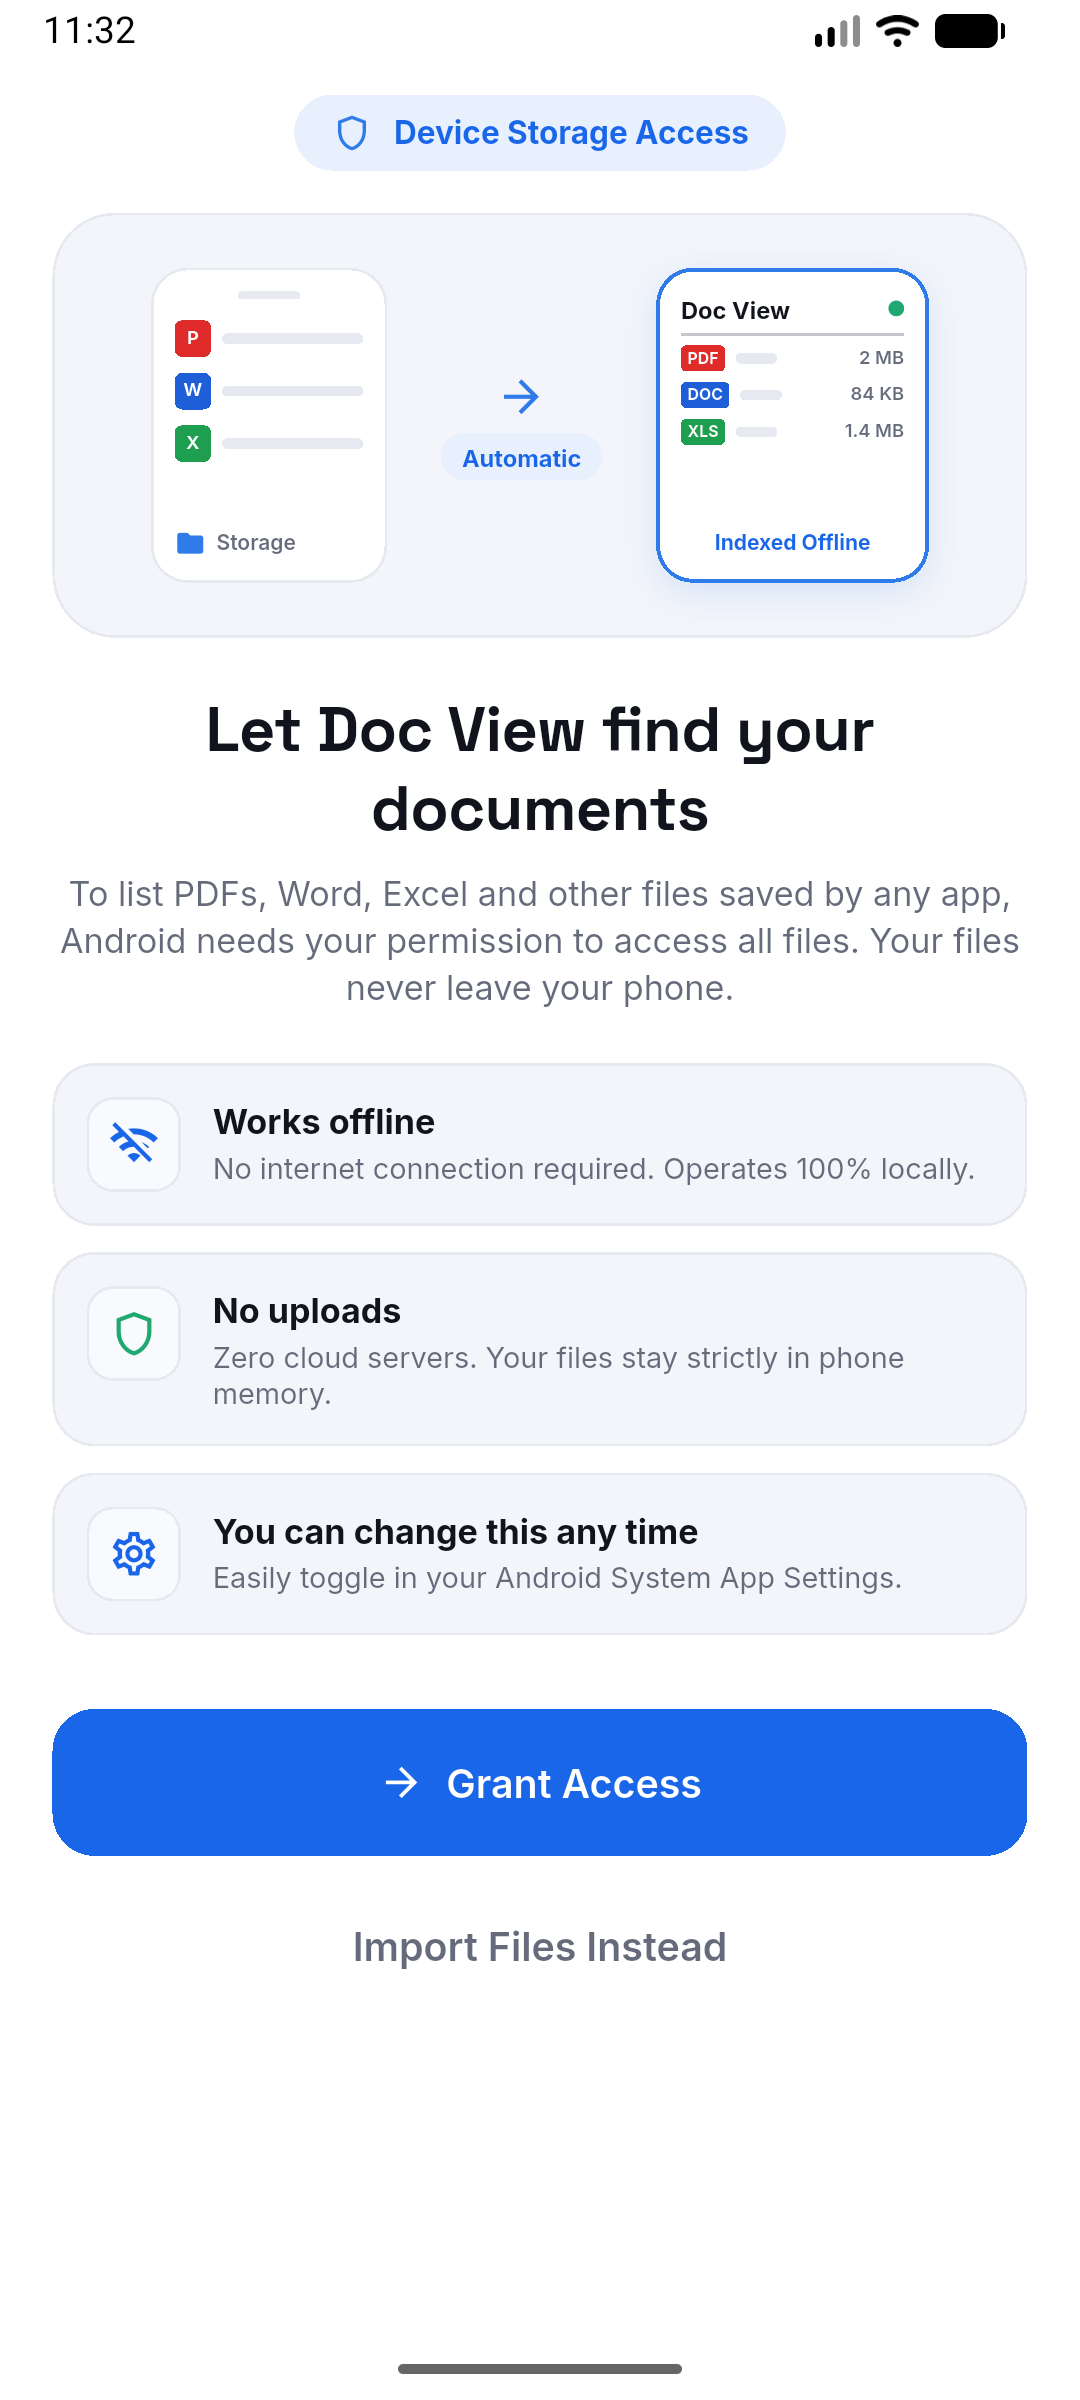 11:32
Device Storage Access
P
W
X
Storage
Automatic
Doc View
PDF 2 MB
DOC 84 KB
XLS 1.4 MB
Indexed Offline
Let Doc View find your
documents
To list PDFs, Word, Excel and other files saved by any app,
Android needs your permission to access all files. Your files
never leave your phone.
Works offline
No internet connection required. Operates 100% locally.
No uploads
Zero cloud servers. Your files stay strictly in phone
memory.
You can change this any time
Easily toggle in your Android System App Settings.
Grant Access
Import Files Instead